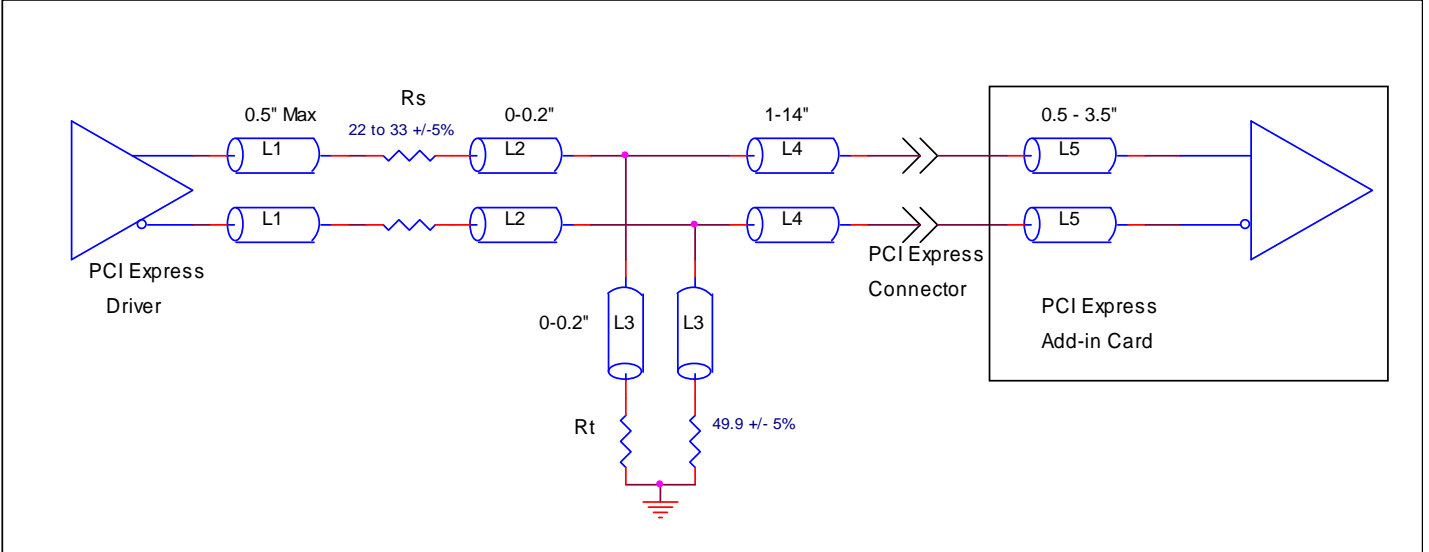 Rs
0.5" Max
0-0.2"
1-14"
0.5 - 3.5"
22 to 33 +/-5%
L1
L2
L4
L5
L1
L2
L4
L5
PCI Express
Driver
PCI Express
Connector
PCI Express
Add-in Card
0-0.2"
L3
L3
Rt
49.9 +/- 5%